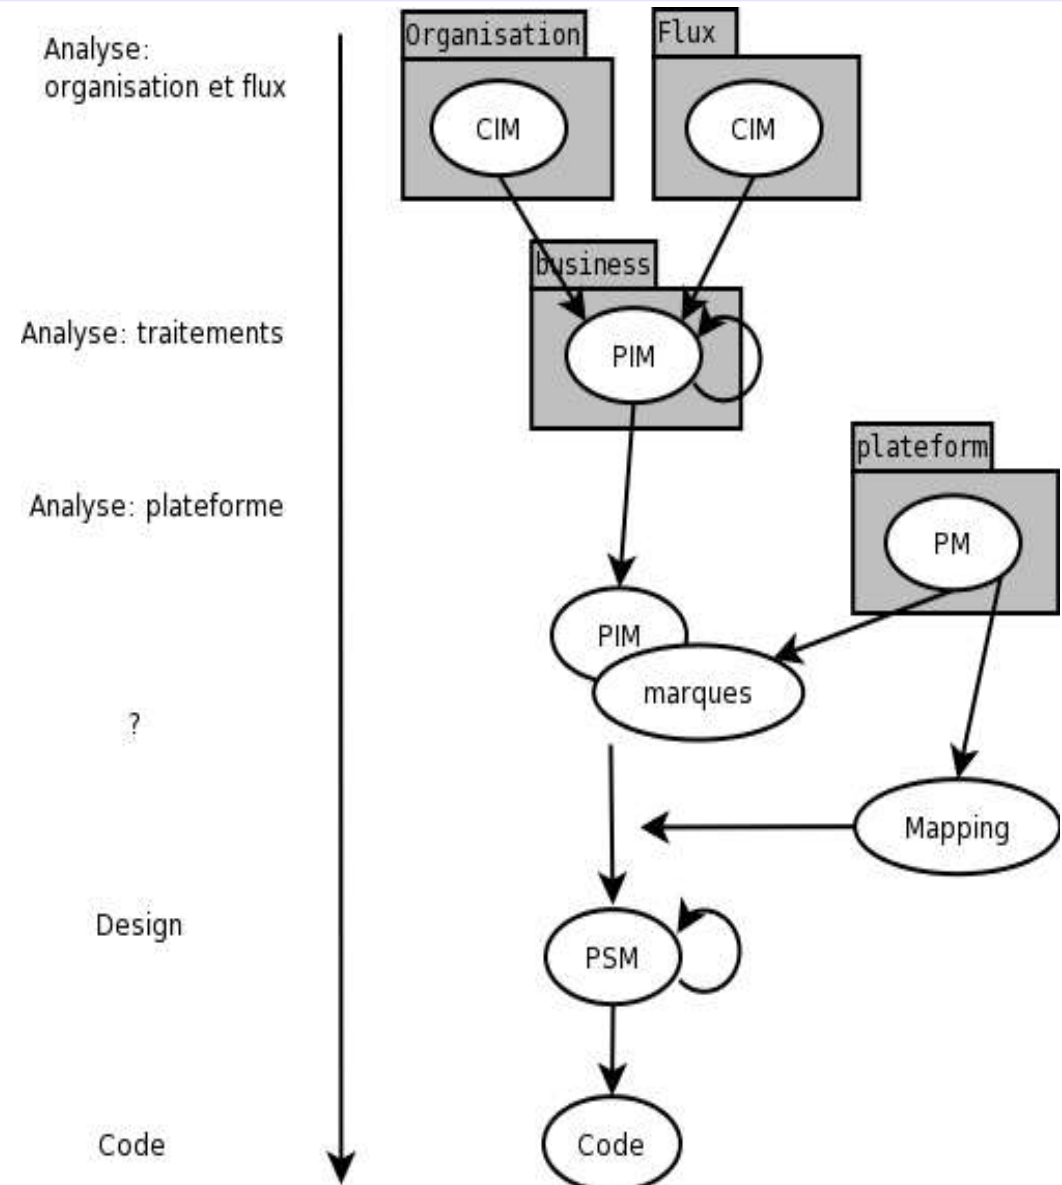 Analyse:
organisation et flux
Organisation
Flux
CIM
CIM
business
Analyse: traitements
PIM
plateform
Analyse: plateforme
PM
PIM
marques
?
Mapping
Design
PSM
Code
Code